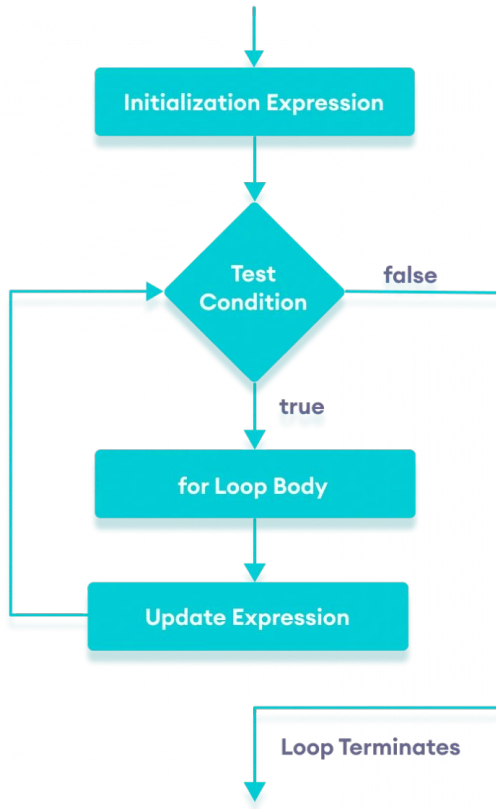 Initialization Expression
Test
Condition
false
true
for Loop Body
Update Expression
Loop Terminates